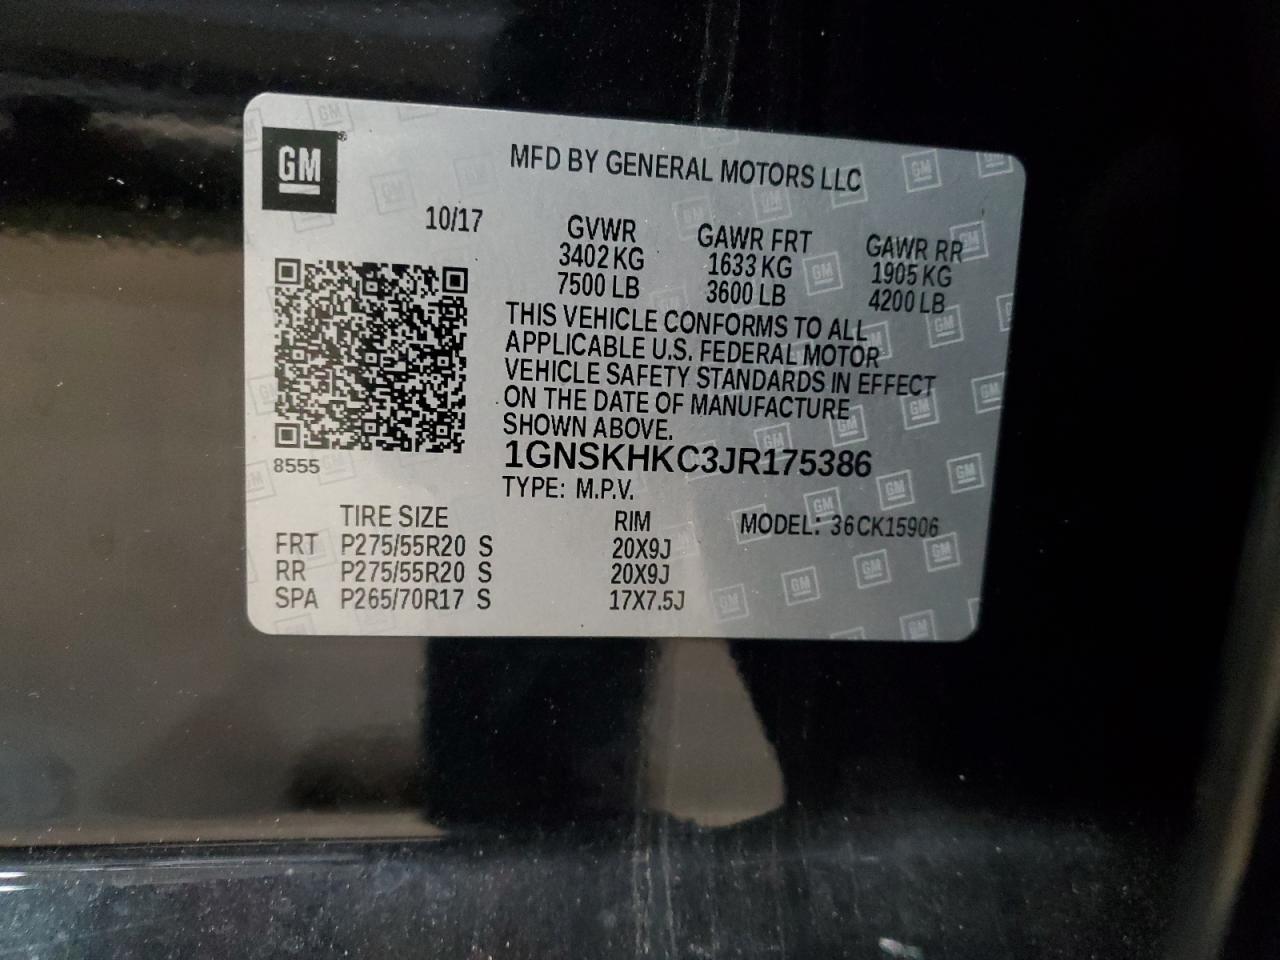 GM
MFD BY GENERAL MOTORS LLC
10/17
GVWR GAWR FRT GAWR RR
3402 KG 1633 KG 1905 KG
7500 LB 3600 LB 4200 LB
THIS VEHICLE CONFORMS TO ALL
APPLICABLE U.S. FEDERAL MOTOR
VEHICLE SAFETY STANDARDS IN EFFECT
ON THE DATE OF MANUFACTURE
SHOWN ABOVE.
8555
1GNSKHKC3JR175386
TYPE: M.P.V.
TIRE SIZE RIM MODEL: 36CK15906
FRT P275/55R20 S 20X9J
RR P275/55R20 S 20X9J
SPA P265/70R17 S 17X7.5J